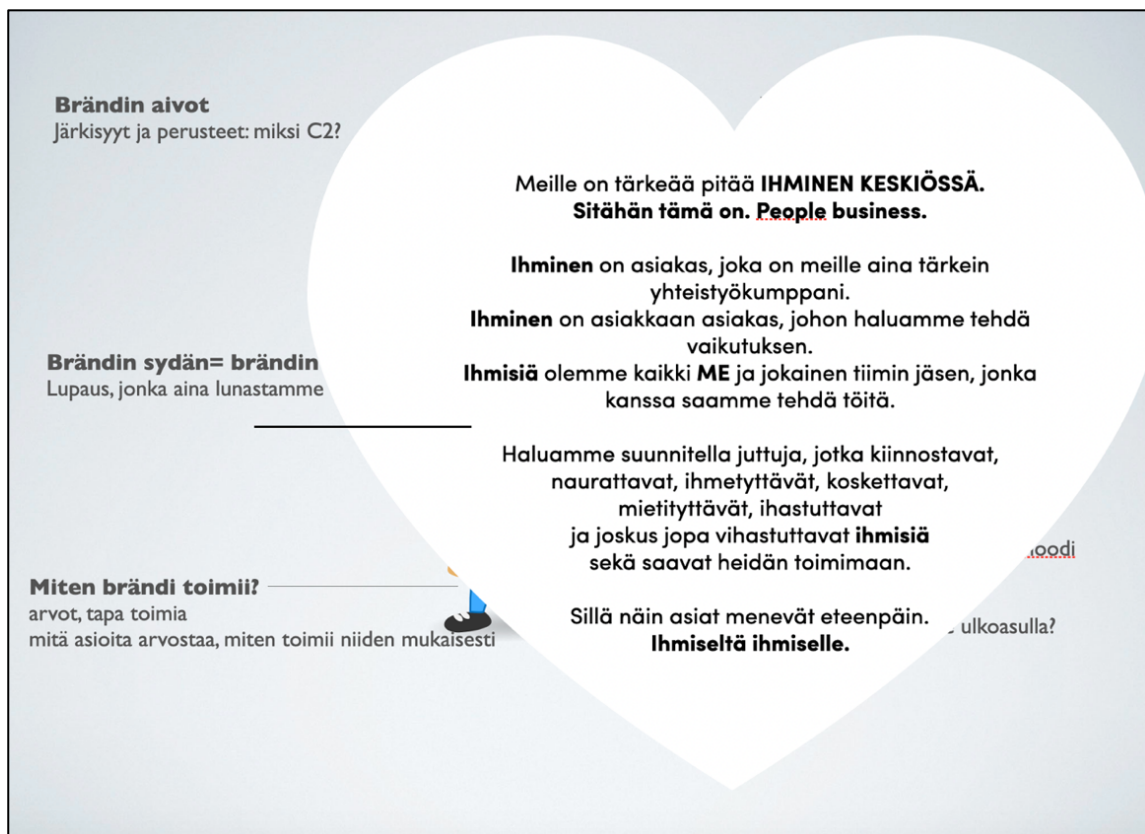 Brändin aivot
Järkisyyt ja perusteet: miksi C2?
Brändin sydän= brändin
Lupaus, jonka aina lunastamme
Miten brändi toimii?
arvot, tapa toimia
mitä asioita arvostaa, miten toimii niiden mukaisesti
Meille on tärkeää pitää IHMINEN KESKIÖSSÄ.
Sitähän tämä on. People business.
Ihminen on asiakas, joka on meille aina tärkein
yhteistyökumppani.
Ihminen on asiakkaan asiakas, johon haluamme tehdä
vaikutuksen.
Ihmisiä olemme kaikki ME ja jokainen tiimin jäsen, jonka
kanssa saamme tehdä töitä.
Haluamme suunnitella juttuja, jotka kiinnostavat,
naurattavat, ihmetyttävät, koskettavat,
mietityttävät, ihastuttavat
ja joskus jopa vihastuttavat ihmisiä
sekä saavat heidän toimimaan.
Sillä näin asiat menevät eteenpäin.
Ihmiseltä ihmiselle.
ulkoasulla?